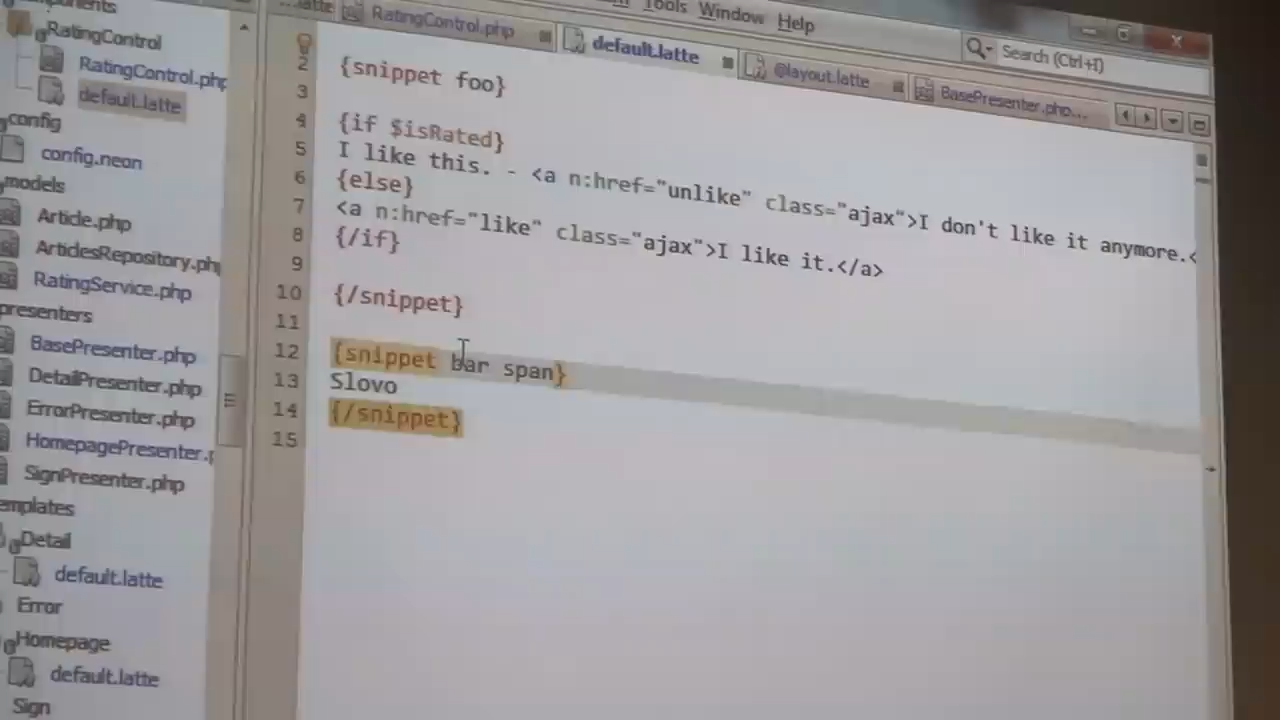 Tools Window Help
Search (Ctrl+I)
RatingControl.php
default.latte
@layout.latte
BasePresenter.php...
RatingControl
RatingControl.php
default.latte
config
config.neon
models
Article.php
ArticlesRepository.ph
RatingService.php
presenters
BasePresenter.php
DetailPresenter.php
ErrorPresenter.php
HomepagePresenter.p
SignPresenter.php
emplates
Detail
default.latte
Error
Homepage
default.latte
Sign
2 {snippet foo}
3
4 {if $isRated}
5 I like this. - <a n:href="unlike" class="ajax">I don't like it anymore.<
6 {else}
7 <a n:href="like" class="ajax">I like it.</a>
8 {/if}
9
10 {/snippet}
11
12 {snippet bar span}
13 Slovo
14 {/snippet}
15